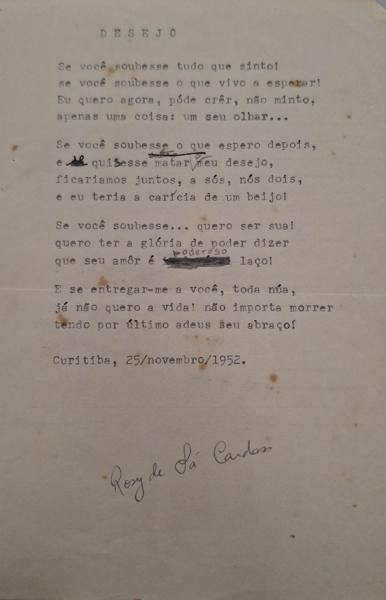 DESEJO
Se você soubesse tudo que sinto!
se você soubesse o que vivo a esperar!
Eu quero agora, póde crêr, não minto,
apenas uma coisa: um seu olhar...
Se você soubesse o que espero depois,
e quisesse matar meu desejo,
ficariamos juntos, a sós, nós dois,
e eu teria a carícia de um beijo!
Se você soubesse... quero ser sua!
quero ter a glória de poder dizer
que seu amôr é poderoso laço!
E se entregar-me a você, toda núa,
já não quero a vida! não importa morrer
tendo por último adeus seu abraço!
Curitiba, 25/novembro/1952.
Rosy de Sá Cardoso